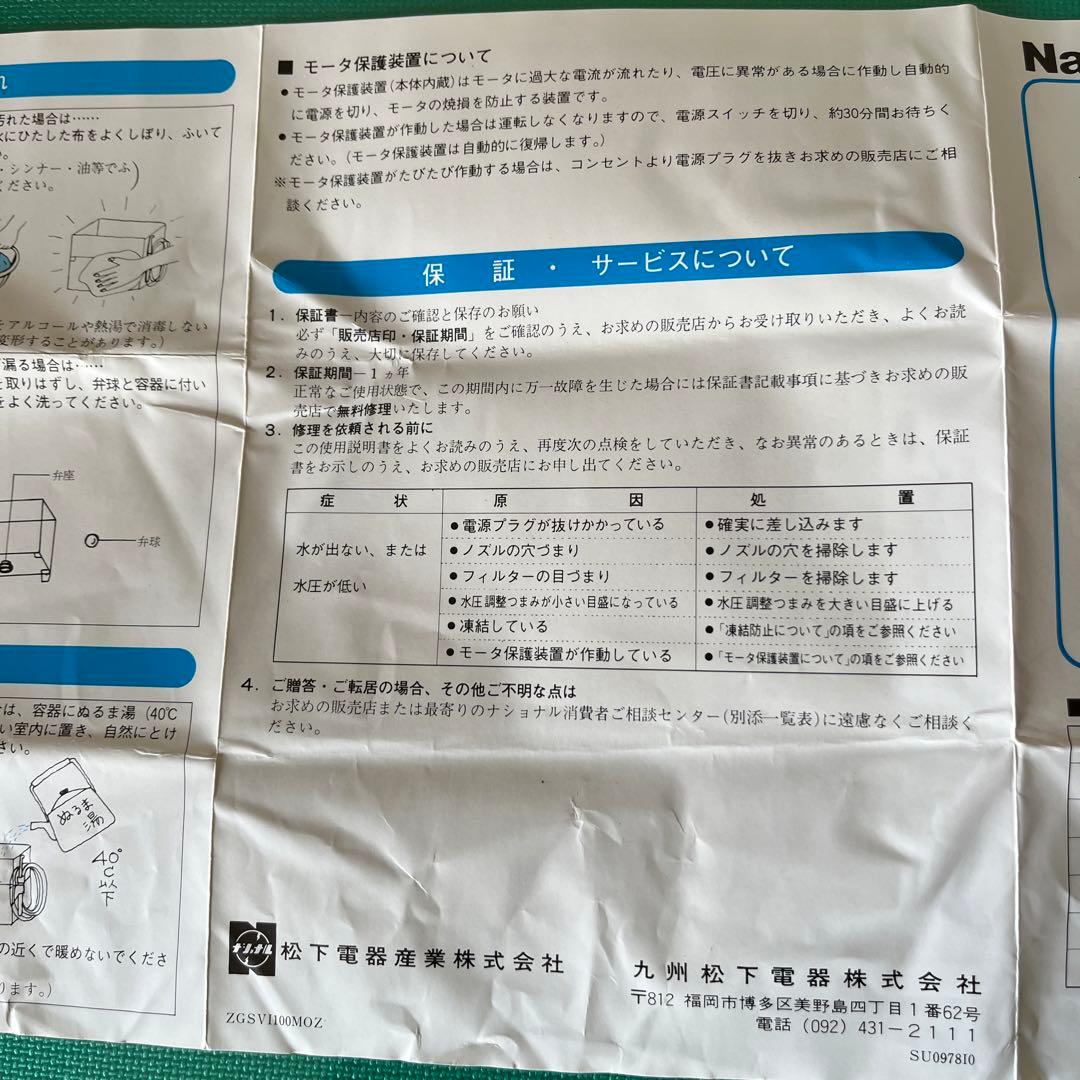 れ
汚れた場合は……
水にひたした布をよくしぼり、ふいて
・シンナー・油等でふ
ください。
をアルコールや熱湯で消毒しない
変形することがあります。)
漏る場合は……
を取りはずし、弁球と容器に付い
をよく洗ってください。
弁座
弁球
は、容器にぬるま湯(40℃
い室内に置き、自然にとけ
さい。
ぬるま湯
40℃以下
の近くで暖めないでくださ
ります。)
■ モータ保護装置について
●モータ保護装置(本体内蔵)はモータに過大な電流が流れたり、電圧に異常がある場合に作動し自動的
に電源を切り、モータの焼損を防止する装置です。
●モータ保護装置が作動した場合は運転しなくなりますので、電源スイッチを切り、約30分間お待ちく
ださい。(モータ保護装置は自動的に復帰します。)
※モータ保護装置がたびたび作動する場合は、コンセントより電源プラグを抜きお求めの販売店にご相
談ください。
保証・サービスについて
1. 保証書―内容のご確認と保存のお願い
必ず「販売店印・保証期間」をご確認のうえ、お求めの販売店からお受け取りいただき、よくお読
みのうえ、大切に保存してください。
2. 保証期間―1ヵ年
正常なご使用状態で、この期間内に万一故障を生じた場合には保証書記載事項に基づきお求めの販
売店で無料修理いたします。
3. 修理を依頼される前に
この使用説明書をよくお読みのうえ、再度次の点検をしていただき、なお異常のあるときは、保証
書をお示しのうえ、お求めの販売店にお申し出てください。
症状 原因 処置
水が出ない、または
水圧が低い
●電源プラグが抜けかかっている ●確実に差し込みます
●ノズルの穴づまり ●ノズルの穴を掃除します
●フィルターの目づまり ●フィルターを掃除します
●水圧調整つまみが小さい目盛になっている ●水圧調整つまみを大きい目盛に上げる
●凍結している ●「凍結防止について」の項をご参照ください
●モータ保護装置が作動している ●「モータ保護装置について」の項をご参照ください
4. ご贈答・ご転居の場合、その他ご不明な点は
お求めの販売店または最寄りのナショナル消費者ご相談センター(別添一覧表)に遠慮なくご相談く
ださい。
ナショナル
松下電器産業株式会社
九州松下電器株式会社
〒812 福岡市博多区美野島四丁目1番62号
電話 (092) 431-2111
ZGSV1100MOZ
SU097810
Na